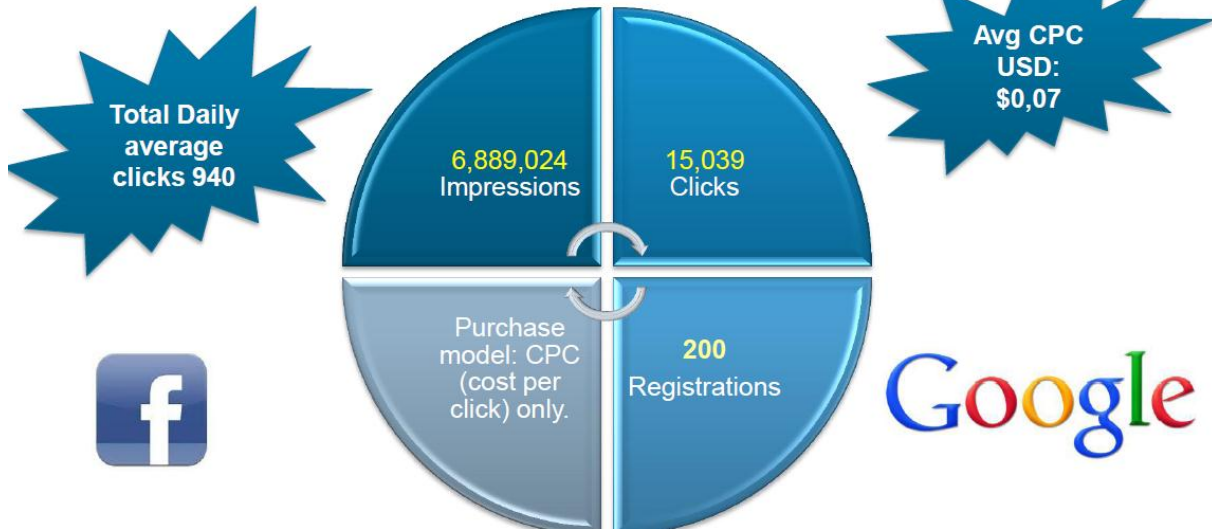 Total Daily
average
clicks 940
Avg CPC
USD:
$0,07
6,889,024
Impressions
15,039
Clicks
Purchase
model: CPC
(cost per
click) only.
200
Registrations
f
Google